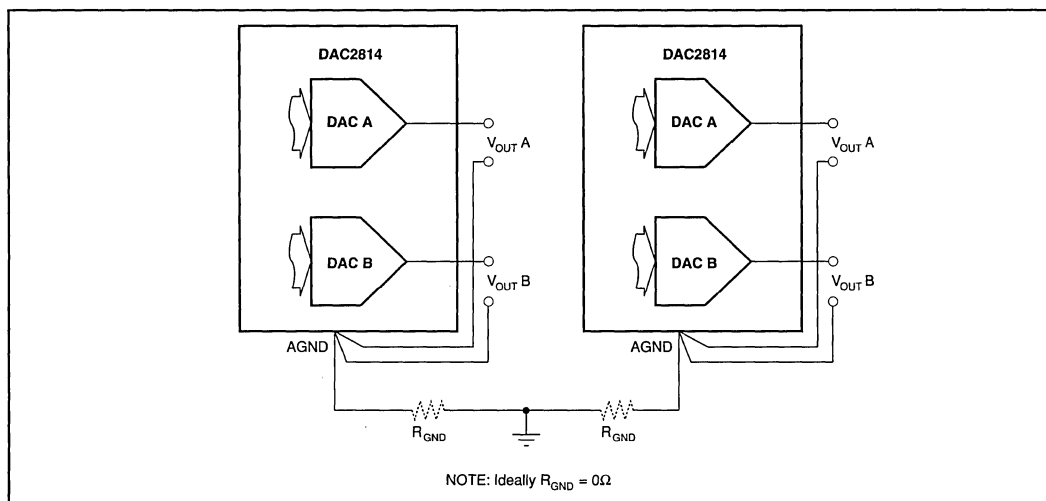 DAC2814
DAC A
V_OUT A
DAC B
V_OUT B
AGND
DAC2814
DAC A
V_OUT A
DAC B
V_OUT B
AGND
R_GND
R_GND
NOTE: Ideally R_GND = 0Ω